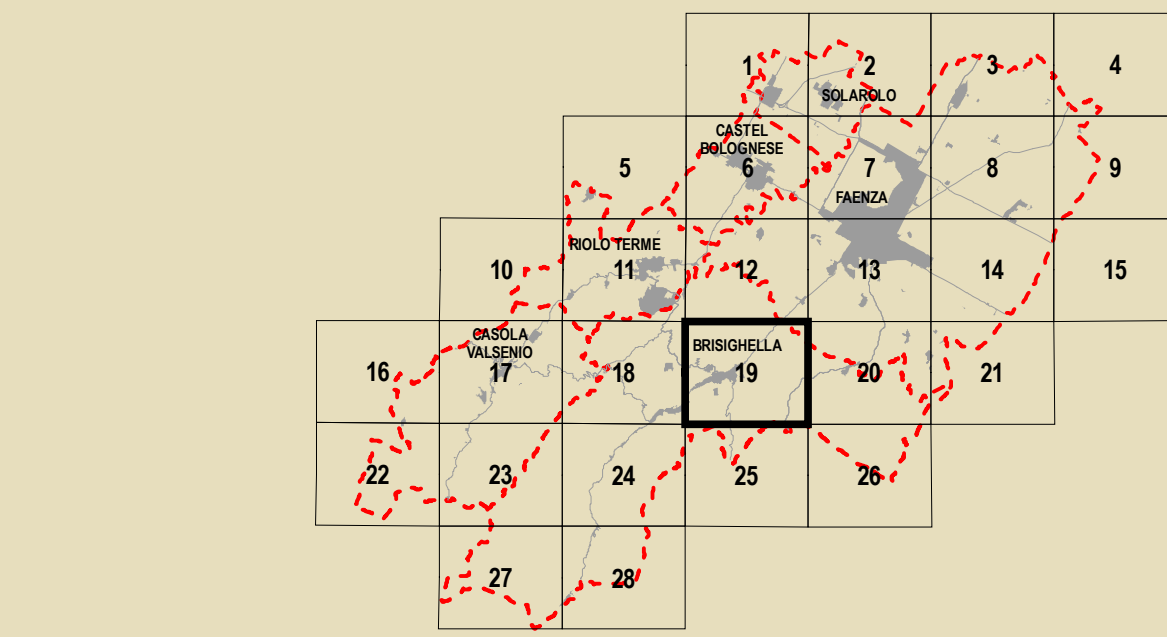 1 2 3 4
SOLAROLO
CASTEL
BOLOGNESE
5 6 7 8 9
FAENZA
RIOLO TERME
10 11 12 13 14 15
CASOLA
VALSENIO
BRISIGHELLA
16 17 18 19 20 21
22 23 24 25 26
27 28